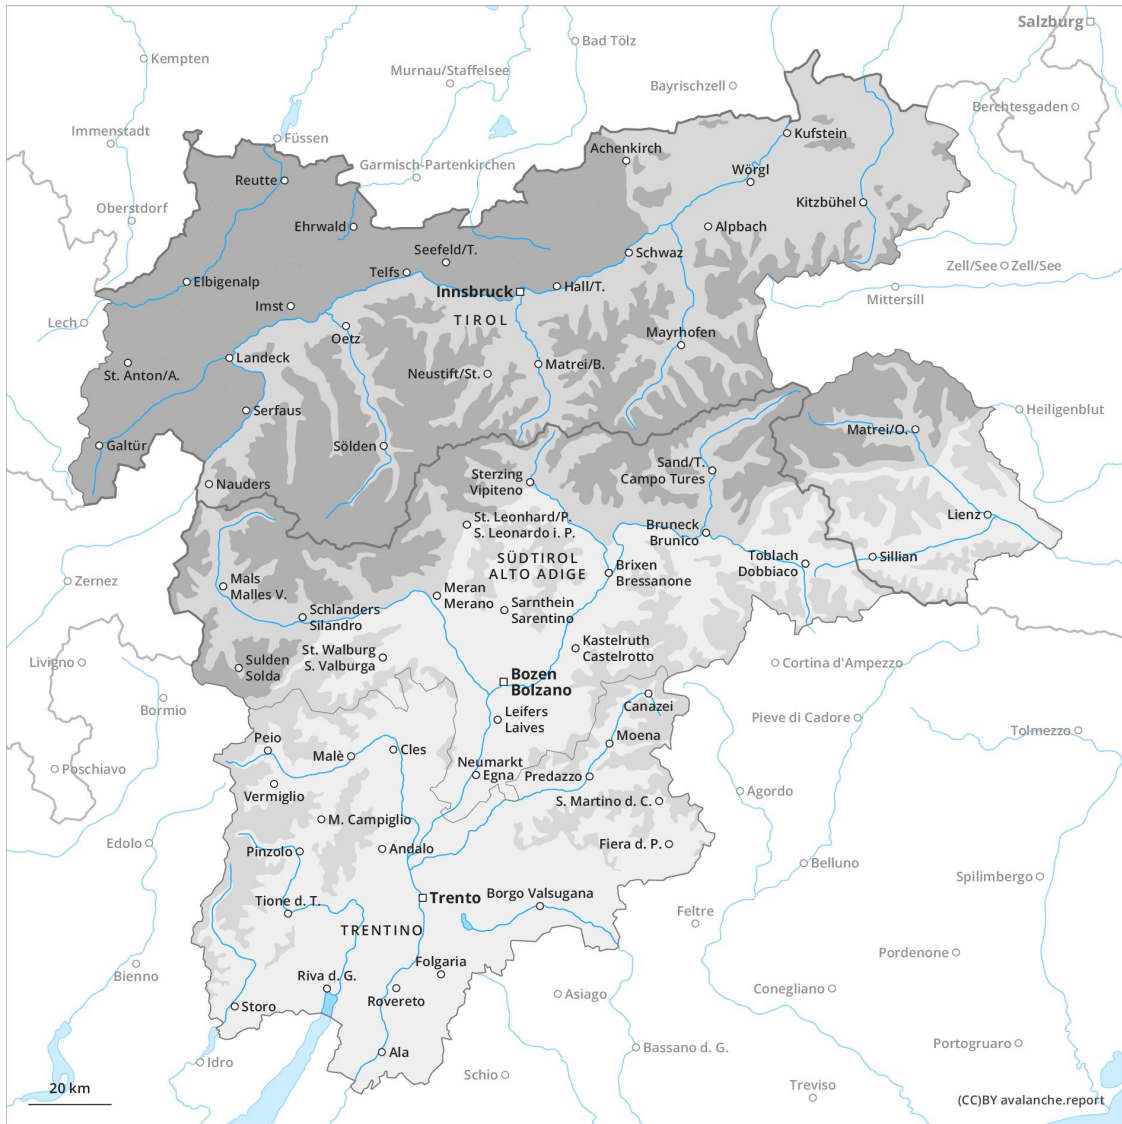 Salzburg
Bad Tölz
Kempten
Murnau/Staffelsee
Bayrischzell
Berchtesgaden
Immenstadt
Füssen
Kufstein
Achenkirch
Garmisch-Partenkirchen
Wörgl
Reutte
Kitzbühel
Oberstdorf
Ehrwald
Alpbach
Seefeld/T.
Schwaz
Zell/See
Zell/See
Telfs
Elbigenalp
Innsbruck
Hall/T.
Mittersill
Imst
TIROL
Lech
Oetz
Mayrhofen
Landeck
Matrei/B.
St. Anton/A.
Neustift/St.
Serfaus
Heiligenblut
Matrei/O.
Galtür
Sölden
Sand/T.
Campo Tures
Sterzing
Vipiteno
Nauders
Lienz
St. Leonhard/P.
S. Leonardo i. P.
Bruneck
Brunico
SÜDTIROL
ALTO ADIGE
Toblach
Dobbiaco
Sillian
Brixen
Bressanone
Zernez
Mals
Malles V.
Meran
Merano
Sarnthein
Sarentino
Schlanders
Silandro
Kastelruth
Castelrotto
St. Walburg
S. Valburga
Livigno
Sulden
Solda
Cortina d'Ampezzo
Bozen
Bolzano
Bormio
Canazei
Leifers
Laives
Pieve di Cadore
Tolmezzo
Peio
Moena
Malè
Cles
Neumarkt
Egna
Predazzo
Poschiavo
Vermiglio
Agordo
S. Martino d. C.
M. Campiglio
Edolo
Pinzolo
Andalo
Fiera d. P.
Belluno
Spilimbergo
Tione d. T.
Trento
Borgo Valsugana
Feltre
TRENTINO
Pordenone
Bienno
Folgaria
Riva d. G.
Rovereto
Asiago
Conegliano
Storo
Portogruaro
Ala
Bassano d. G.
Idro
Schio
Treviso
20 km
(CC)BY avalanche.report